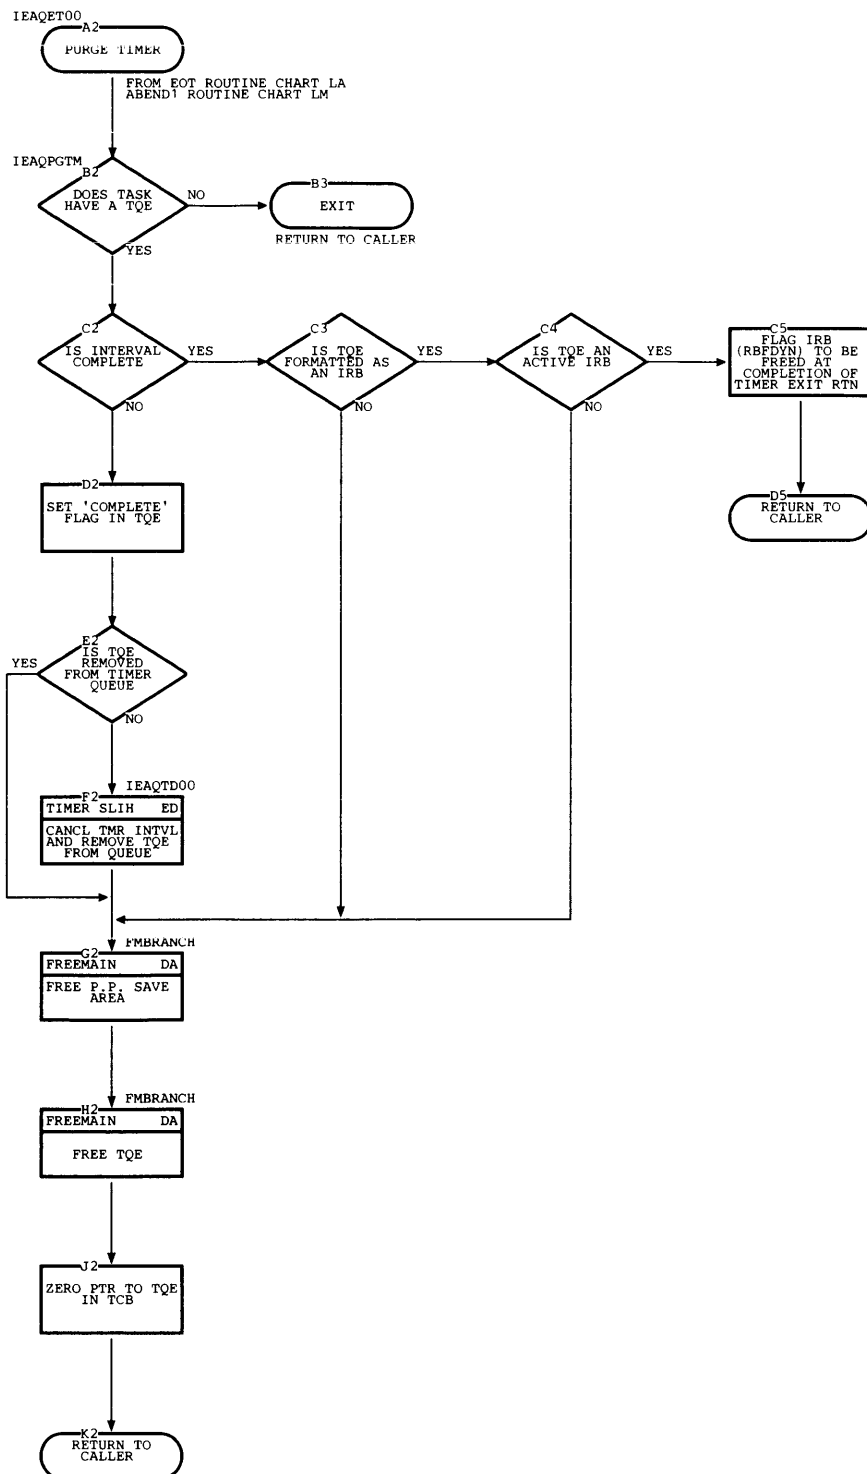 IEAQET00
A2
PURGE TIMER
FROM EOT ROUTINE CHART LA
ABEND1 ROUTINE CHART LM
IEAQPGTM
B2
DOES TASK
HAVE A TQE
NO
YES
B3
EXIT
RETURN TO CALLER
C2
IS INTERVAL
COMPLETE
YES
NO
C3
IS TQE
FORMATTED AS
AN IRB
YES
NO
C4
IS TQE AN
ACTIVE IRB
YES
NO
C5
FLAG IRB
(RBFDYN) TO BE
FREED AT
COMPLETION OF
TIMER EXIT RTN
D2
SET 'COMPLETE'
FLAG IN TQE
D5
RETURN TO
CALLER
E2
IS TQE
REMOVED
FROM TIMER
QUEUE
YES
NO
IEAQTD00
F2
TIMER SLIH ED
CANCL TMR INTVL
AND REMOVE TQE
FROM QUEUE
FMBRANCH
G2
FREEMAIN DA
FREE P.P. SAVE
AREA
FMBRANCH
H2
FREEMAIN DA
FREE TQE
J2
ZERO PTR TO TQE
IN TCB
K2
RETURN TO
CALLER